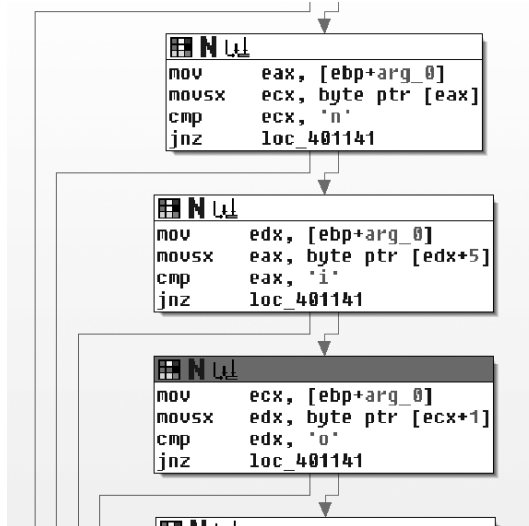 mov eax, [ebp+arg_0]
movsx ecx, byte ptr [eax]
cmp ecx, 'n'
jnz loc_401141
mov edx, [ebp+arg_0]
movsx eax, byte ptr [edx+5]
cmp eax, 'i'
jnz loc_401141
mov ecx, [ebp+arg_0]
movsx edx, byte ptr [ecx+1]
cmp edx, 'o'
jnz loc_401141